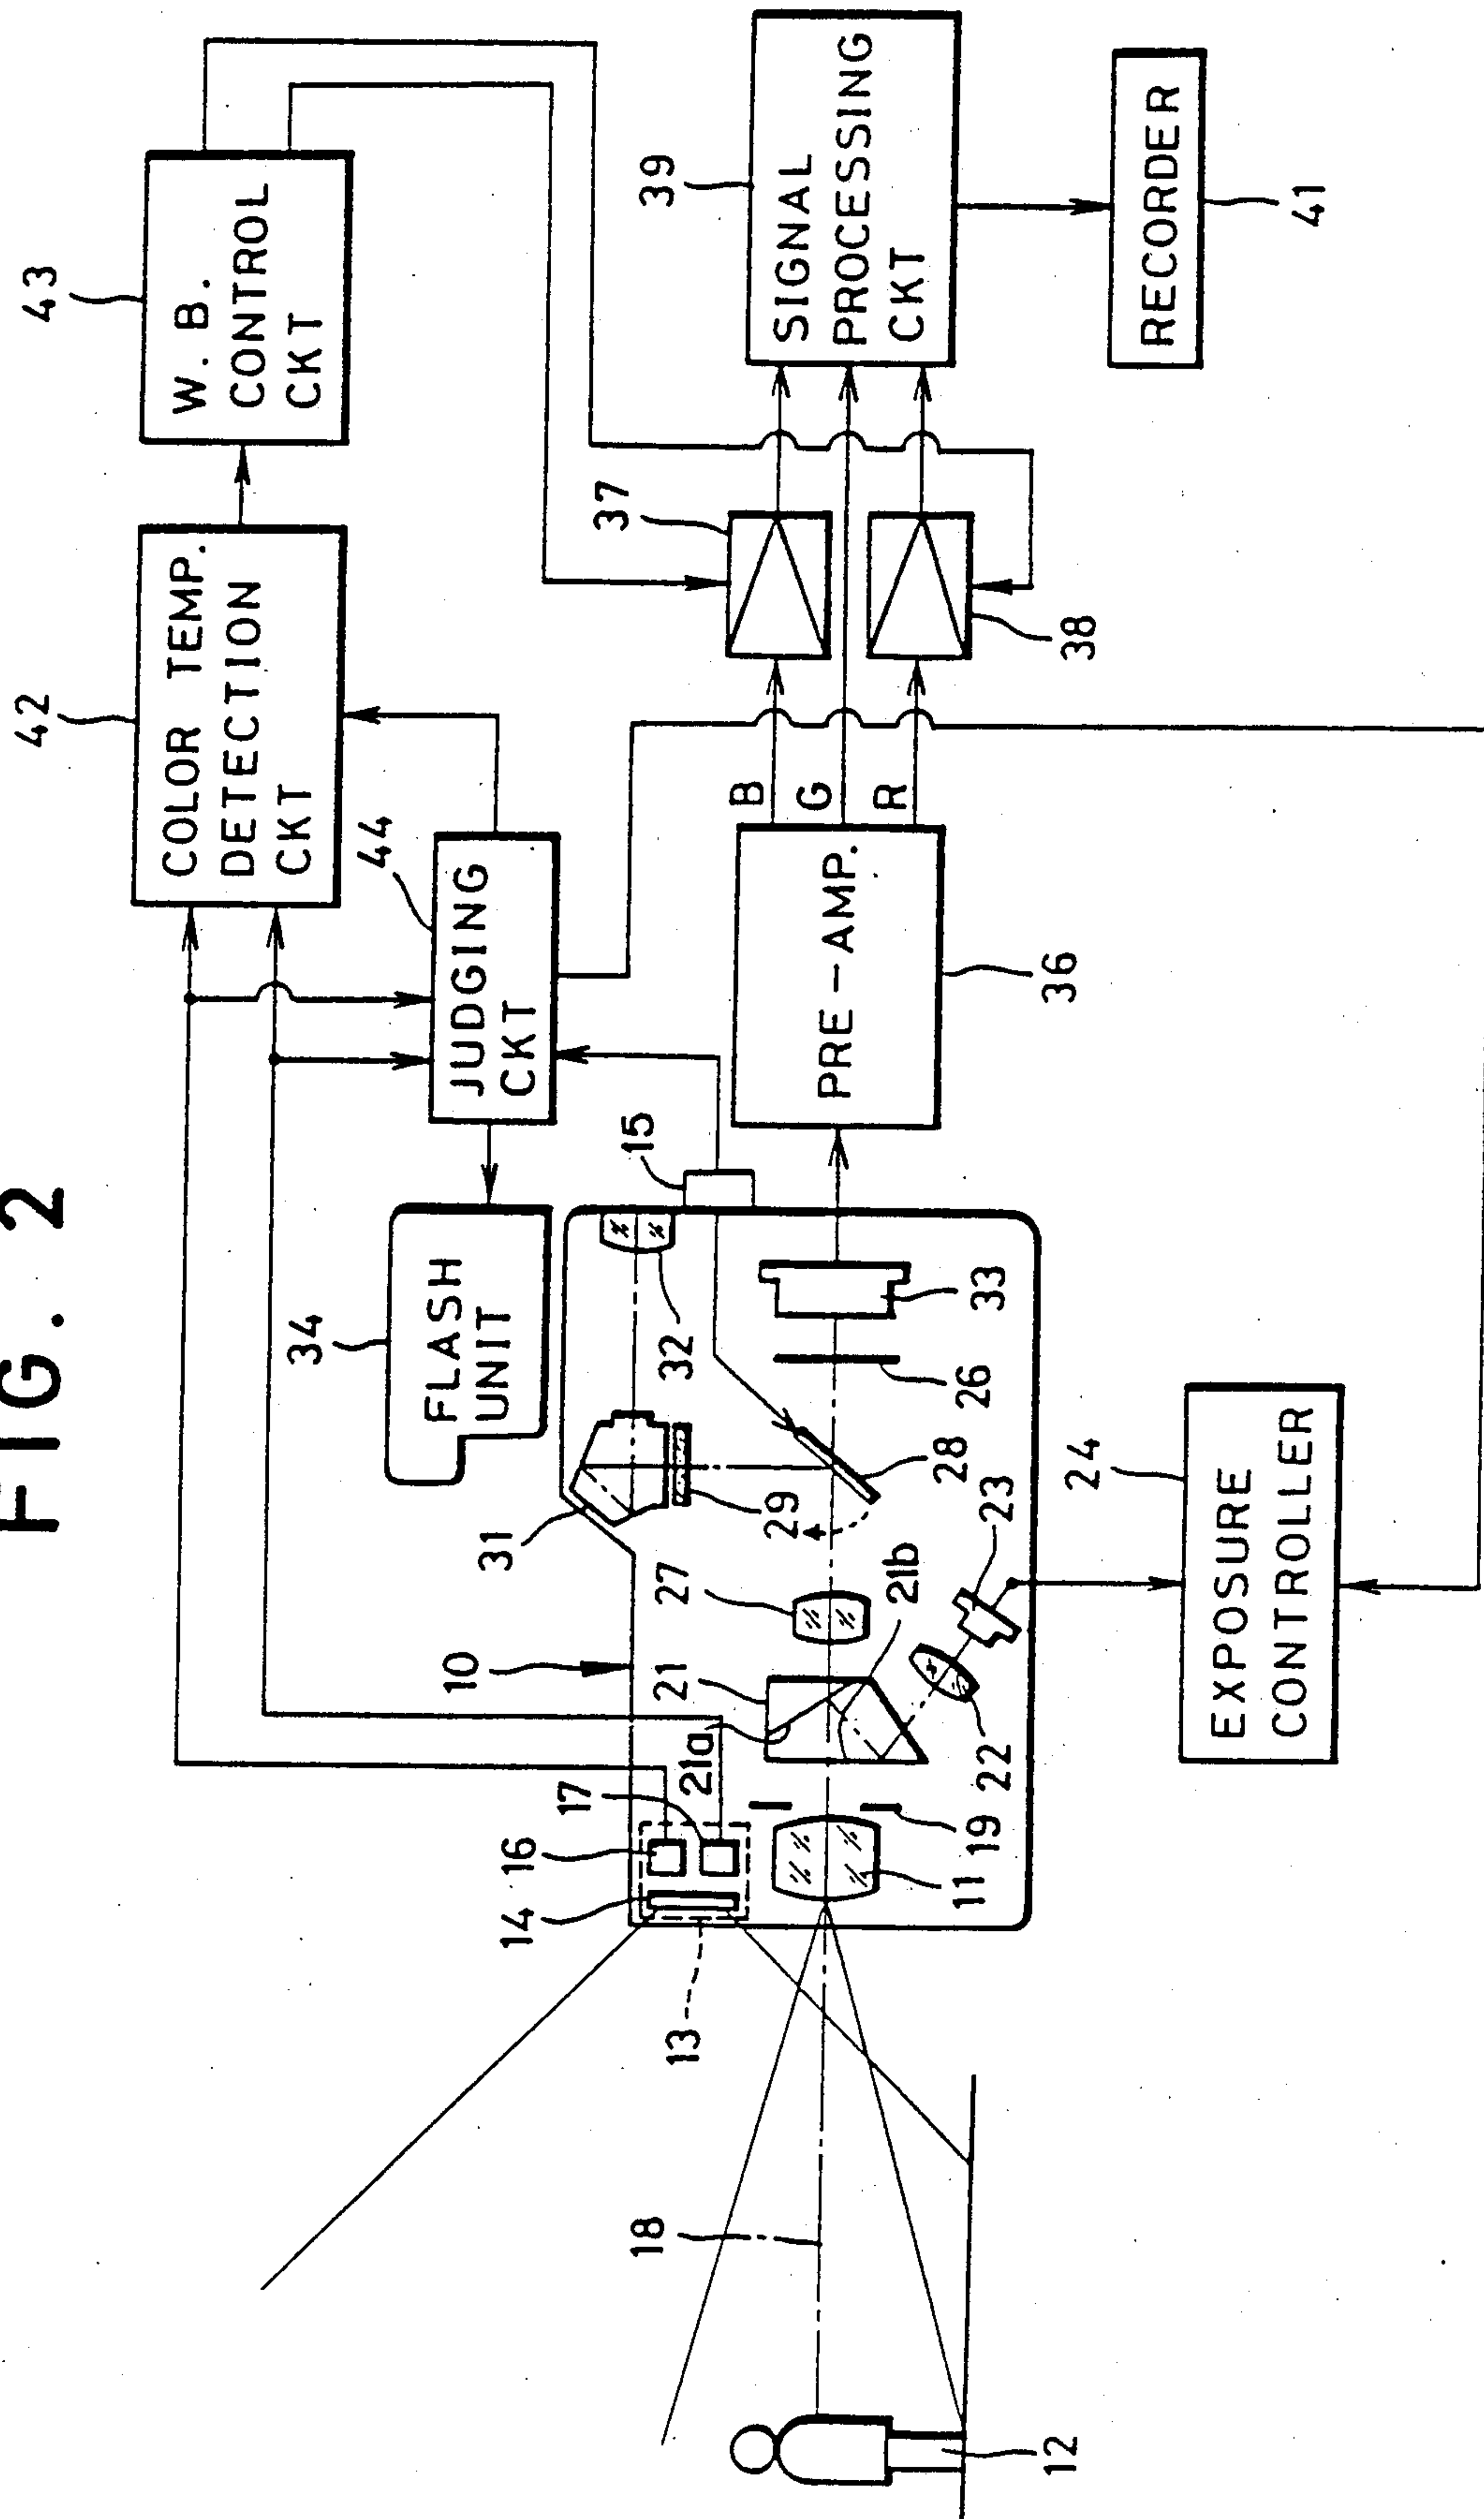 FIG. 2
43
W. B.
CONTROL
CKT
42
COLOR TEMP.
DETECTION
CKT
44
JUDGING
CKT
34
FLASH
UNIT
39
SIGNAL
PROCESSING
CKT
41
RECORDER
37
38
B
G
R
PRE-AMP.
36
15
32
33
26
31
29
28
27
10
21
21a
21b
23
22
24
EXPOSURE
CONTROLLER
17
16
14
13
19
11
18
12